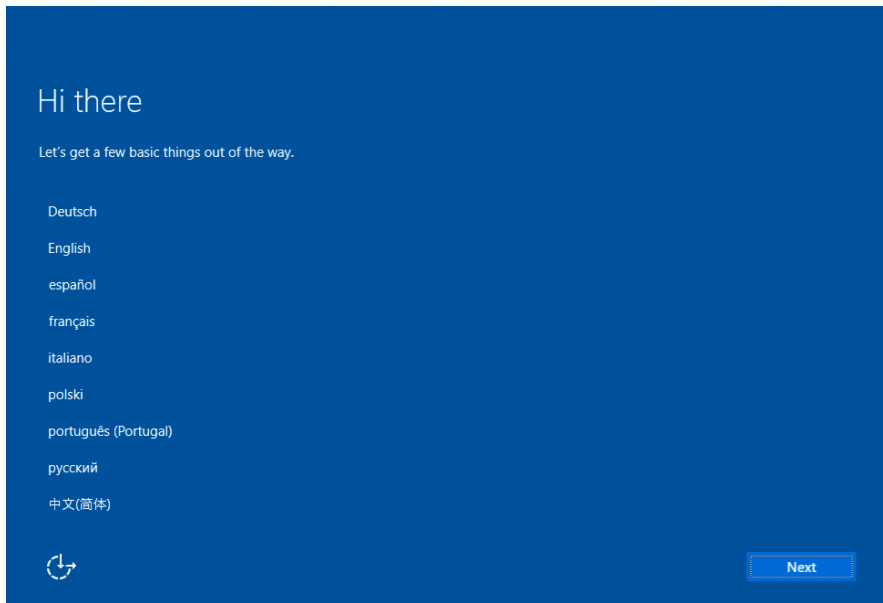 Hi there
Let's get a few basic things out of the way.
Deutsch
English
español
français
italiano
polski
português (Portugal)
русский
中文(简体)
Next